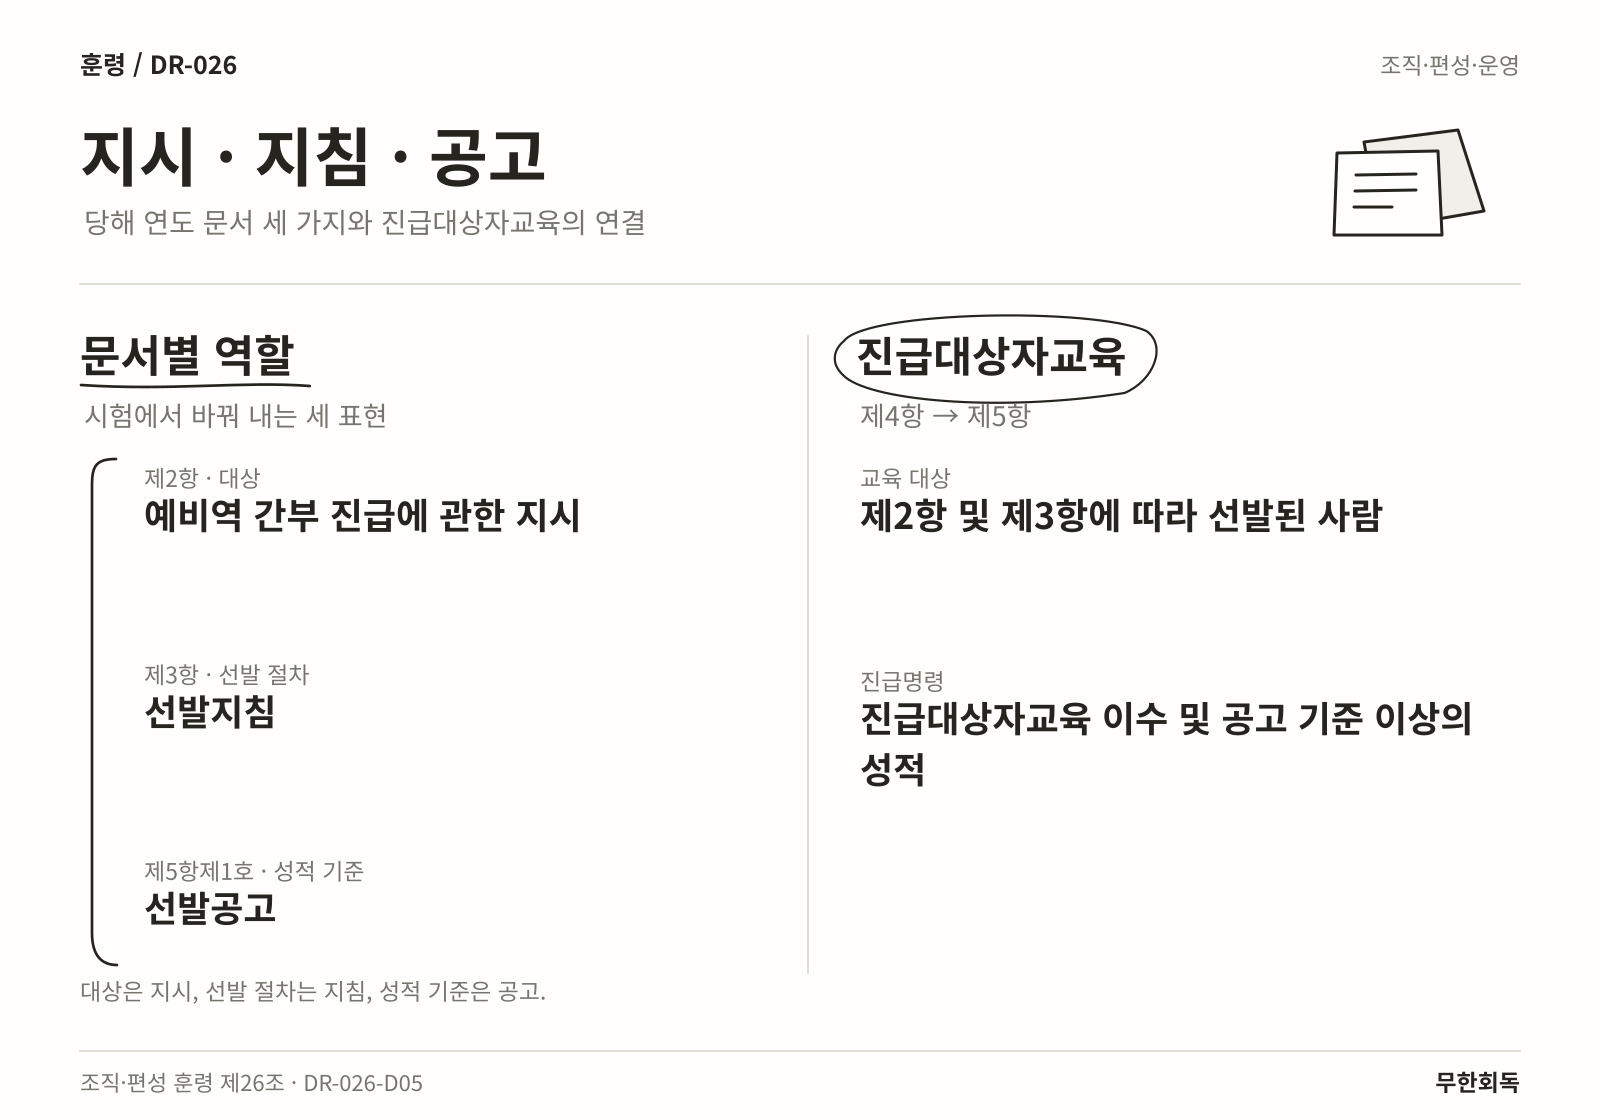 훈령 / DR-026
조직·편성·운영
지시 · 지침 · 공고
당해 연도 문서 세 가지와 진급대상자교육의 연결
문서별 역할
시험에서 바꿔 내는 세 표현
제2항 · 대상
예비역 간부 진급에 관한 지시
제3항 · 선발 절차
선발지침
제5항제1호 · 성적 기준
선발공고
대상은 지시, 선발 절차는 지침, 성적 기준은 공고.
진급대상자교육
제4항 → 제5항
교육 대상
제2항 및 제3항에 따라 선발된 사람
진급명령
진급대상자교육 이수 및 공고 기준 이상의
성적
조직·편성 훈령 제26조 · DR-026-D05
무한회독